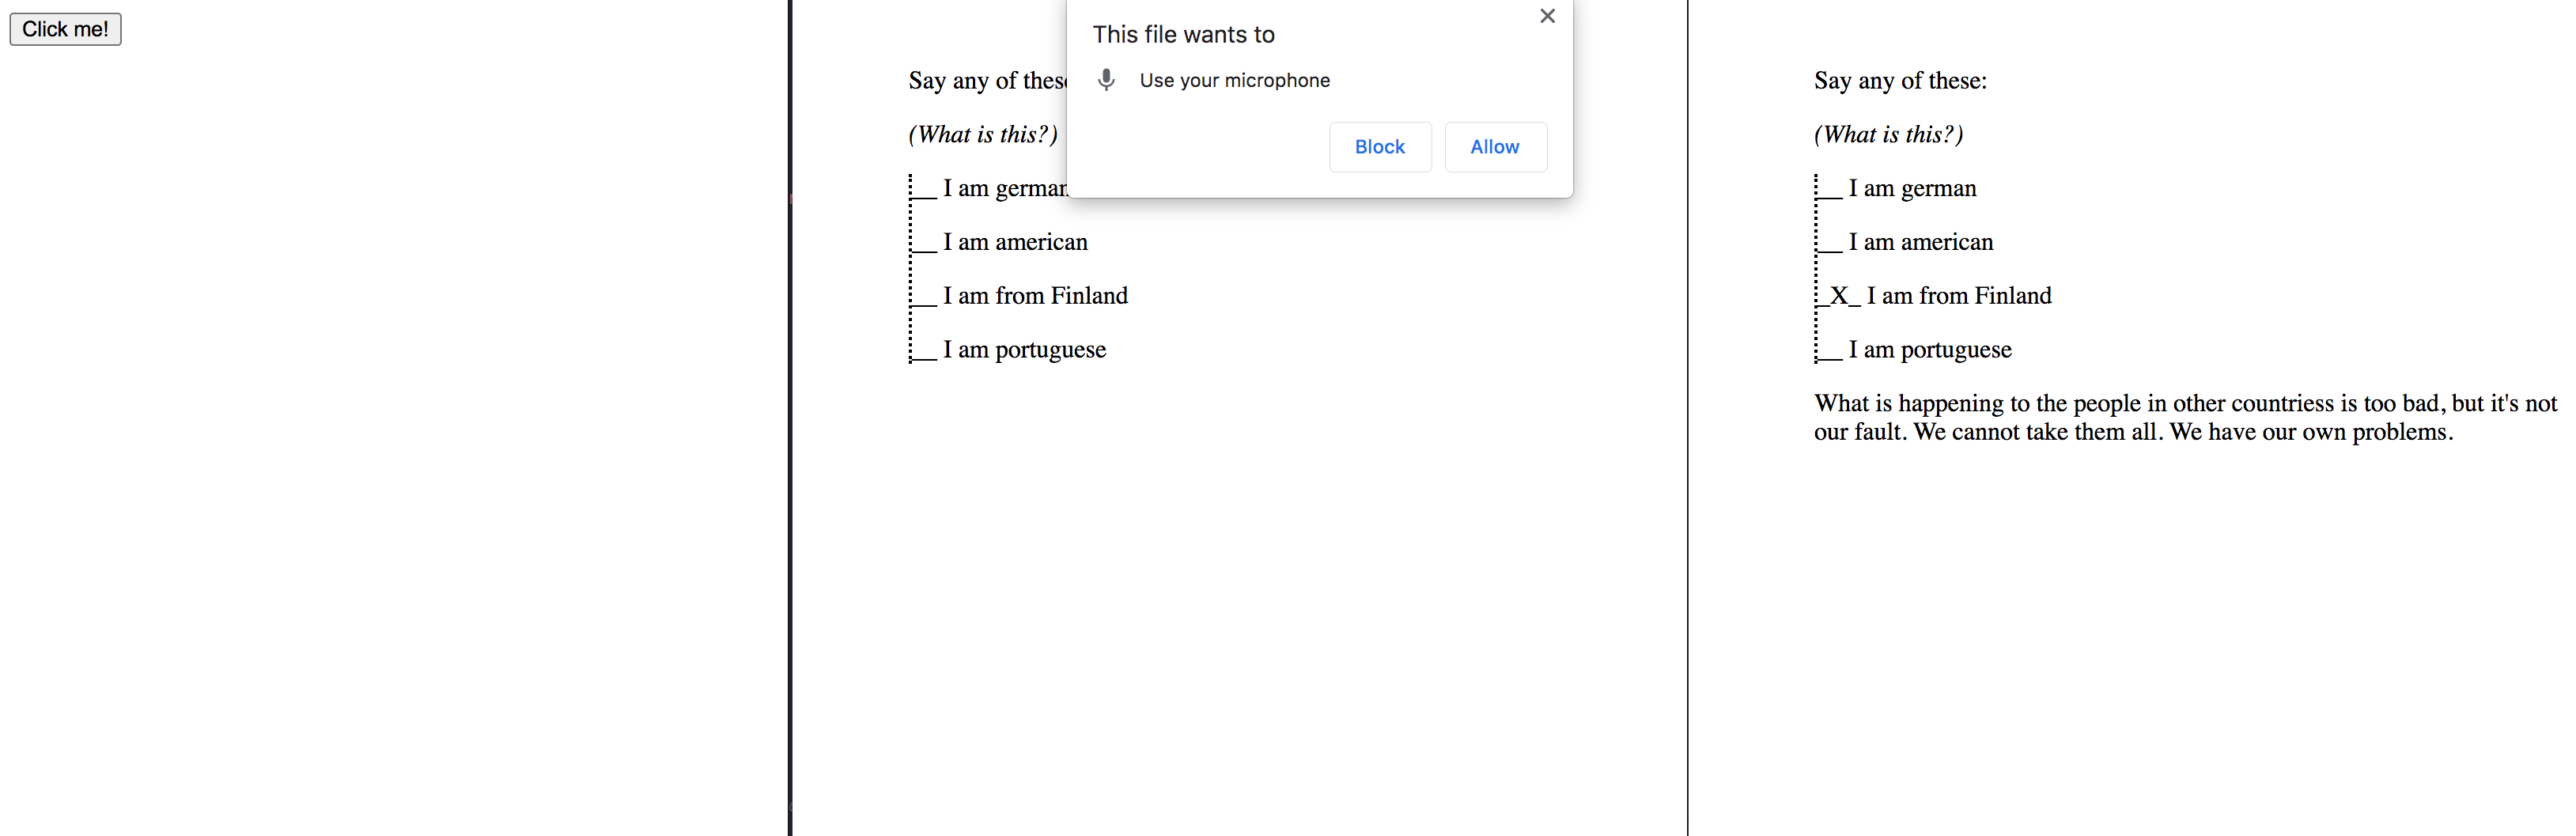 Click me!
This file wants to
Use your microphone
Block
Allow
Say any of these
(What is this?)
__ I am german
__ I am american
__ I am from Finland
__ I am portuguese
Say any of these:
(What is this?)
__ I am german
__ I am american
_X_ I am from Finland
__ I am portuguese
What is happening to the people in other countriess is too bad, but it's not
our fault. We cannot take them all. We have our own problems.